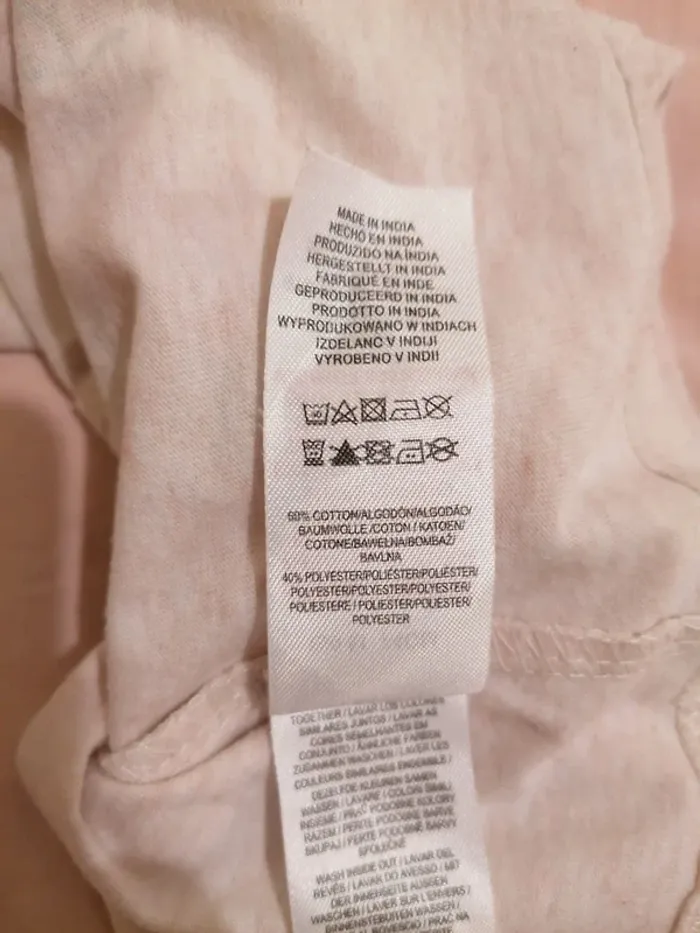 MADE IN INDIA
HECHO EN INDIA
PRODUZIDO NA INDIA
HERGESTELLT IN INDIA
FABRIQUÉ EN INDE
GEPRODUCEERD IN INDIA
PRODOTTO IN INDIA
WYPRODUKOWANO W INDIACH
IZDELANO V INDIJI
VYROBENO V INDII
60% COTTON/ALGODÓN/ALGODÃO/
BAUMWOLLE /COTON / KATOEN/
COTONE/BAWEŁNA/BOMBAŽ/
BAVLNA
40% POLYESTER/POLIÉSTER/POLIÉSTER/
POLYESTER/POLYESTER/POLYESTER/
POLIESTERE / POLIESTER/POLIESTER/
POLYESTER
TOGETHER / LAVAR LOS COLORES
SIMILARES JUNTOS / LAVAR AS
CORES SEMELHANTES EM
CONJUNTO / ÄHNLICHE FARBEN
ZUSAMMEN WASCHEN / LAVER LES
COULEURS SIMILAIRES ENSEMBLE /
DEZELFDE KLEUREN SAMEN
WASSEN / LAVARE I COLORI SIMILI
INSIEME / PRAĆ PODOBNE KOLORY
RAZEM / PERITE PODOBNE BARVE
SKUPAJ / PERTE PODOBNÉ BARVY
SPOLEČNĚ
WASH INSIDE OUT / LAVAR DEL
REVÉS / LAVAR DO AVESSO / MIT
DER INNENSEITE AUSSEN
WASCHEN / LAVER SUR L'ENVERS /
BINNENSTEBUITEN WASSEN /
AL ROVESCIO / PRAĆ NA